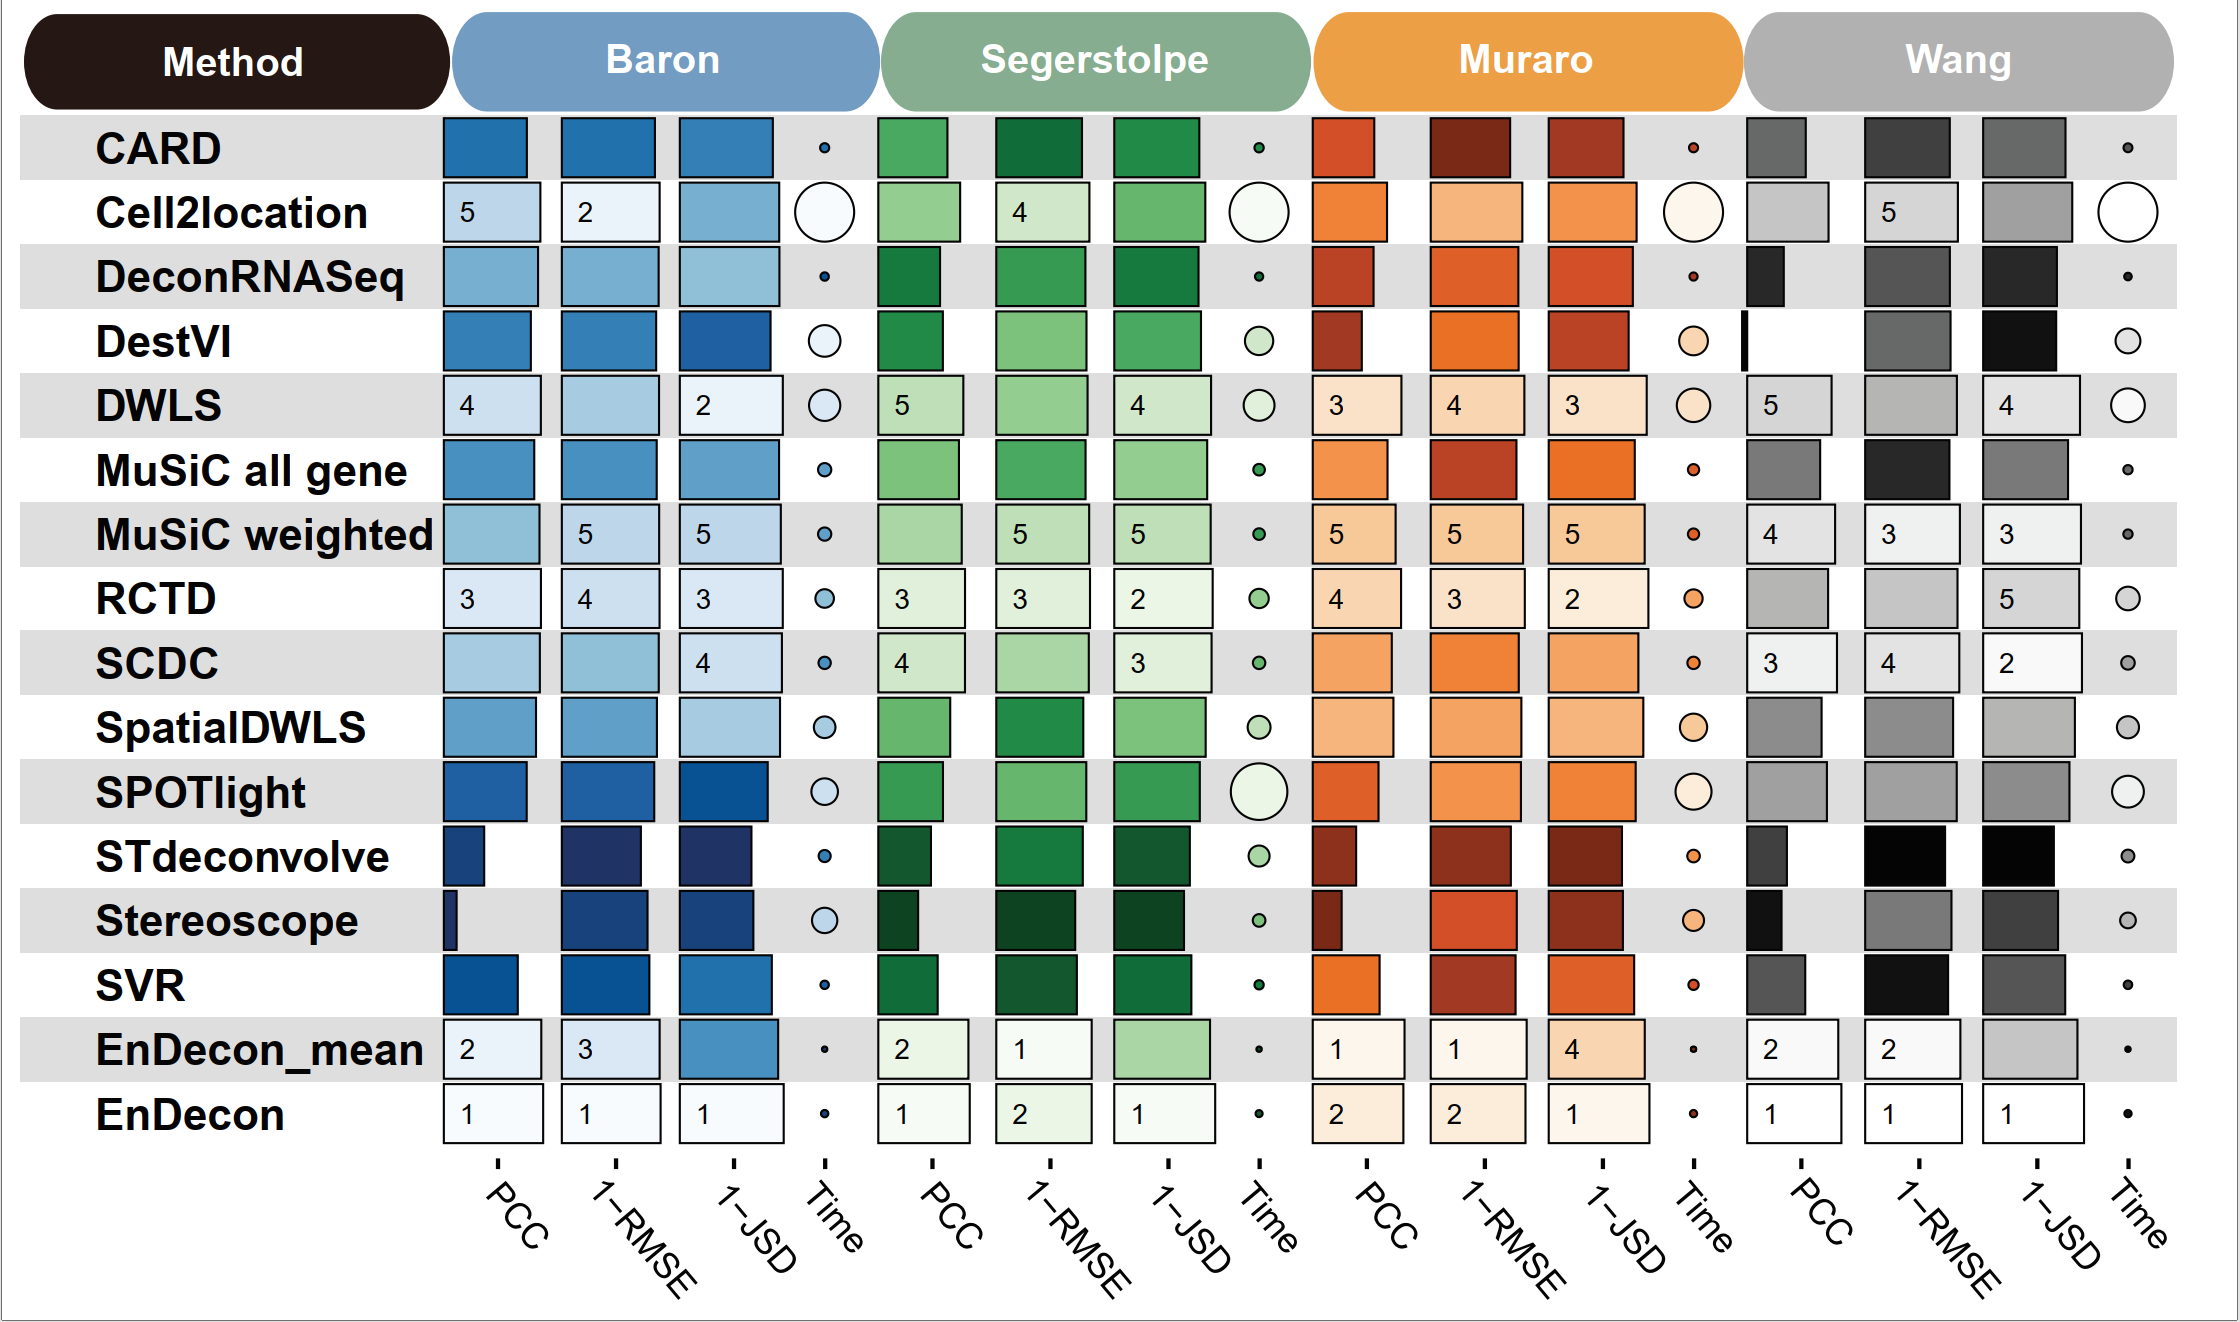 Method Baron Segerstolpe Muraro Wang
CARD
Cell2location 5 2 4 5
DeconRNASeq
DestVI
DWLS 4 2 5 4 3 4 3 5 4
MuSiC all gene
MuSiC weighted 5 5 5 5 5 5 5 4 3 3
RCTD 3 4 3 3 3 2 4 3 2 5
SCDC 4 4 3 3 4 2
SpatialDWLS
SPOTlight
STdeconvolve
Stereoscope
SVR
EnDecon_mean 2 3 2 1 1 1 4 2 2
EnDecon 1 1 1 1 2 1 2 2 1 1 1 1
PCC 1–RMSE 1–JSD Time PCC 1–RMSE 1–JSD Time PCC 1–RMSE 1–JSD Time PCC 1–RMSE 1–JSD Time